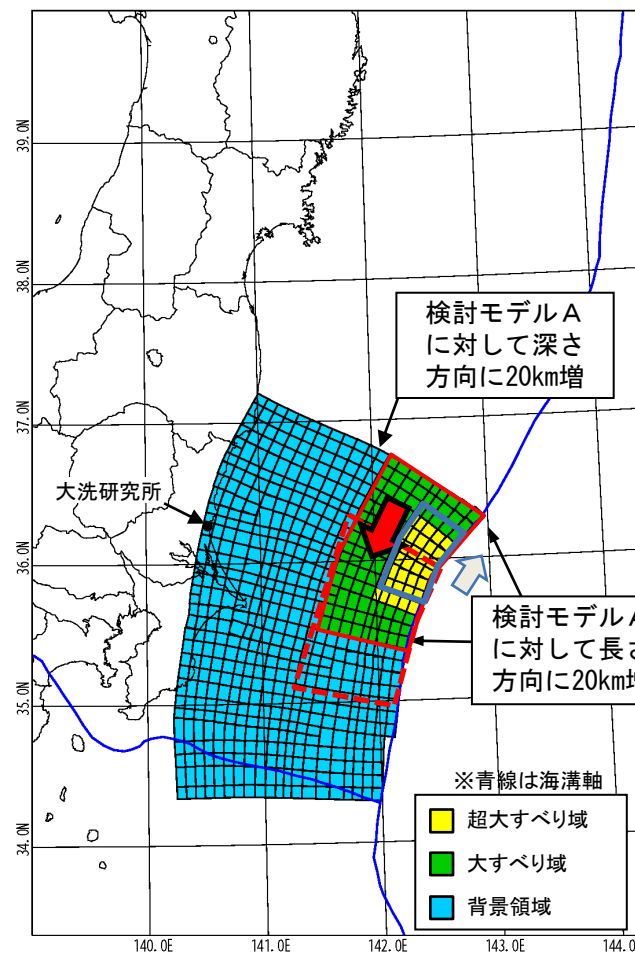 39.0N
38.0N
検討モデルA
に対して深さ
方向に20km増
37.0N
大洗研究所
36.0N
検討モデルA
に対して長さ
方向に20km増
35.0N
※青線は海溝軸
超大すべり域
大すべり域
背景領域
34.0N
140.0E
141.0E
142.0E
143.0E
144.0